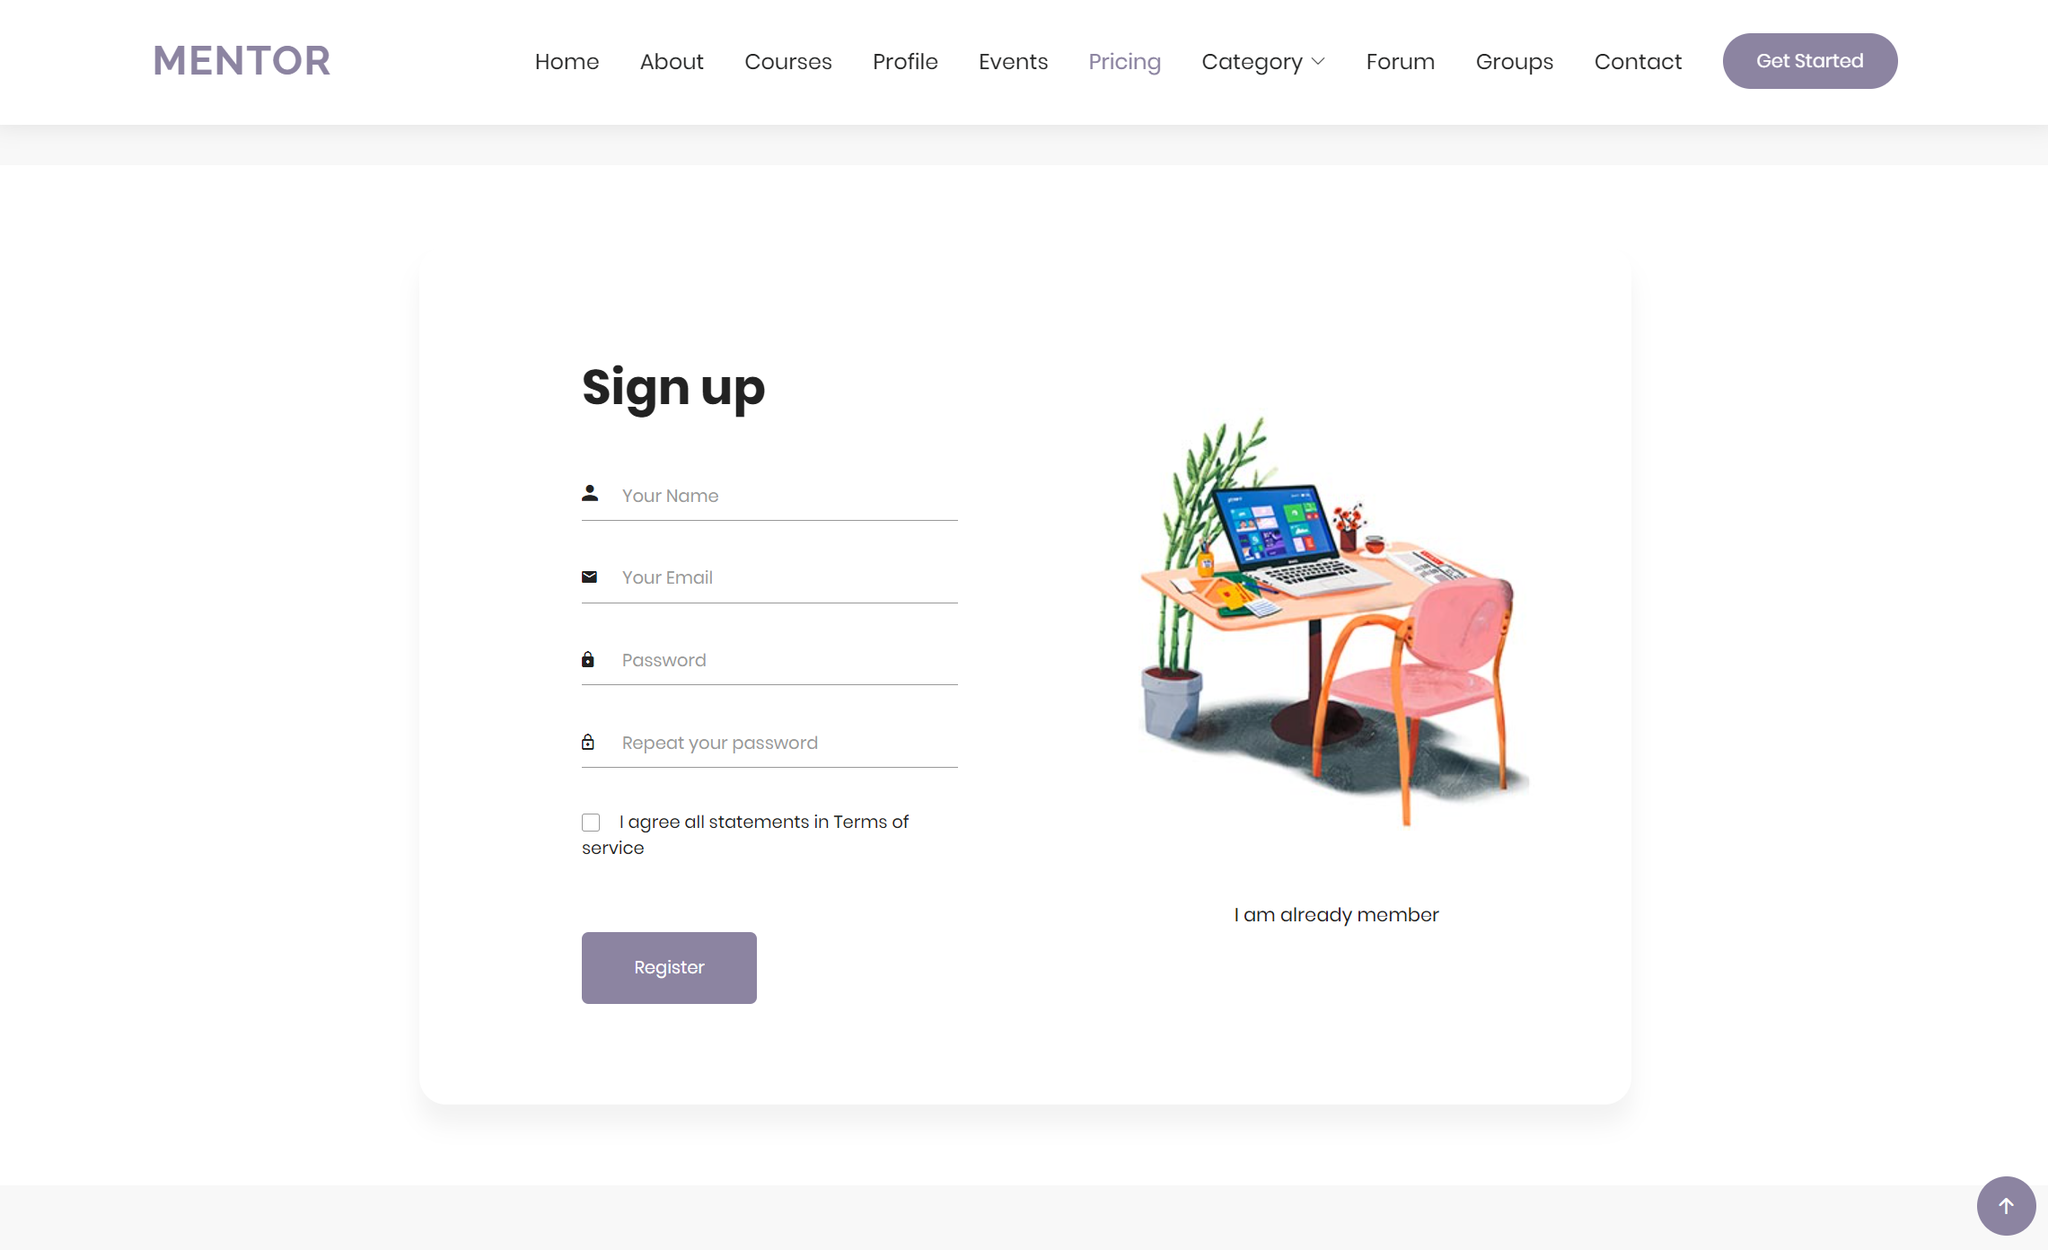 MENTOR
Home About Courses Profile Events Pricing Category Forum Groups Contact Get Started
Sign up
Your Name
Your Email
Password
Repeat your password
I agree all statements in Terms of
service
I am already member
Register